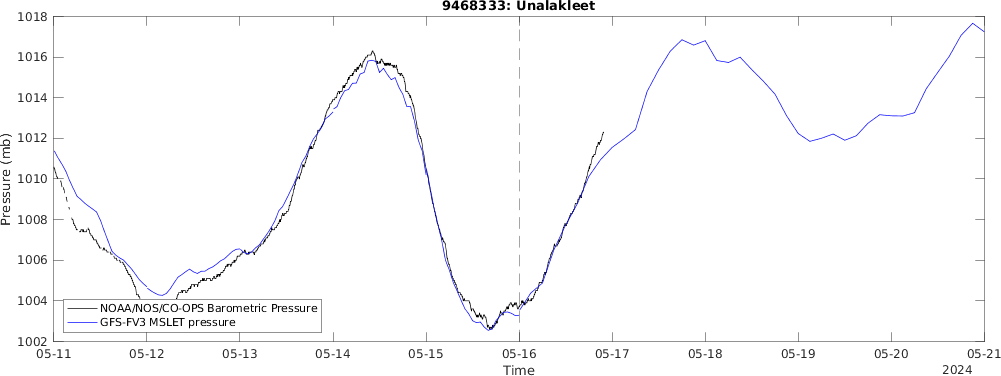 9468333: Unalakleet
Pressure (mb)
1018
1016
1014
1012
1010
1008
1006
1004
1002
NOAA/NOS/CO-OPS Barometric Pressure
GFS-FV3 MSLET pressure
05-11 05-12 05-13 05-14 05-15 05-16 05-17 05-18 05-19 05-20 05-21
Time
2024